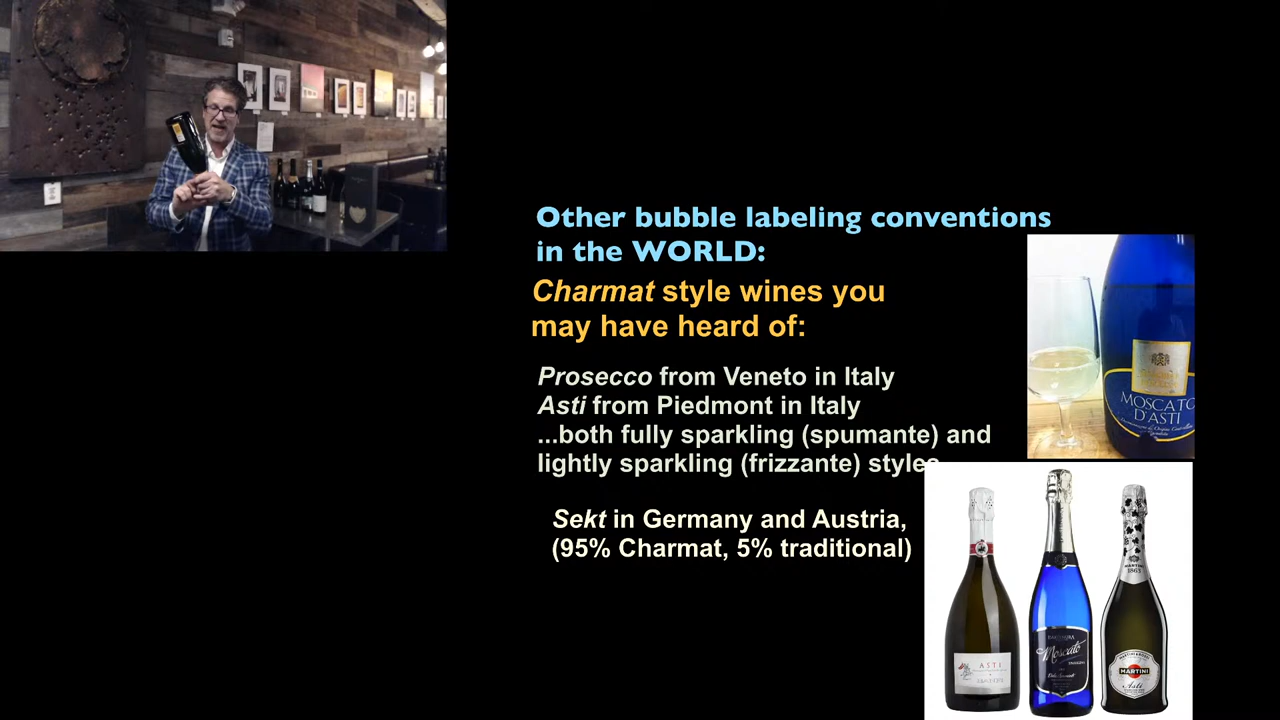 Other bubble labeling conventions
in the WORLD:
Charmat style wines you
may have heard of:
Prosecco from Veneto in Italy
Asti from Piedmont in Italy
...both fully sparkling (spumante) and
lightly sparkling (frizzante) styles
Sekt in Germany and Austria,
(95% Charmat, 5% traditional)
MOSCATO
D'ASTI
ASTI
Moscato
MARTINI
1863
MARTINI
Asti